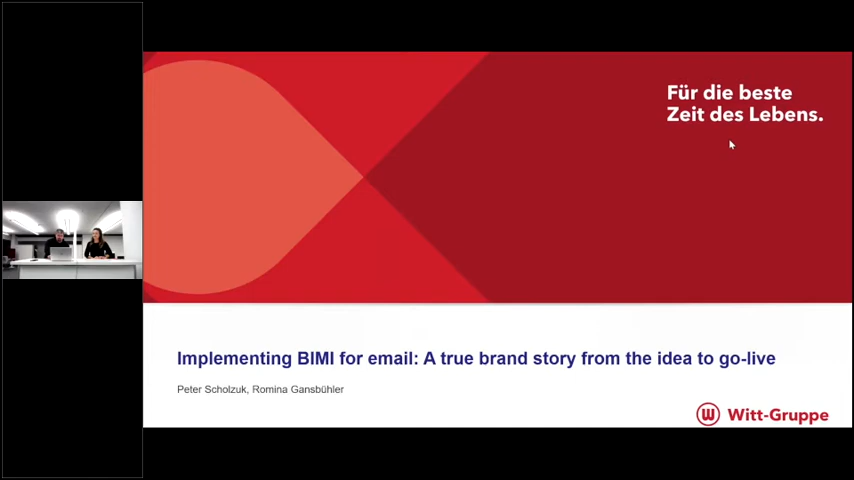 Für die beste
Zeit des Lebens.
Implementing BIMI for email: A true brand story from the idea to go-live
Peter Scholzuk, Romina Gansbühler
Witt-Gruppe